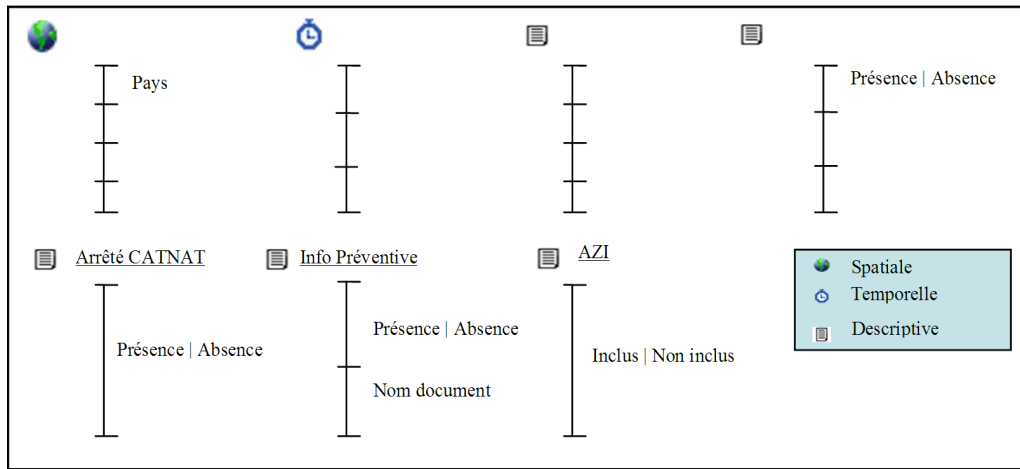 Pays
Présence | Absence
Arrêté CATNAT
Info Préventive
AZI
Présence | Absence
Présence | Absence
Nom document
Inclus | Non inclus
Spatiale
Temporelle
Descriptive